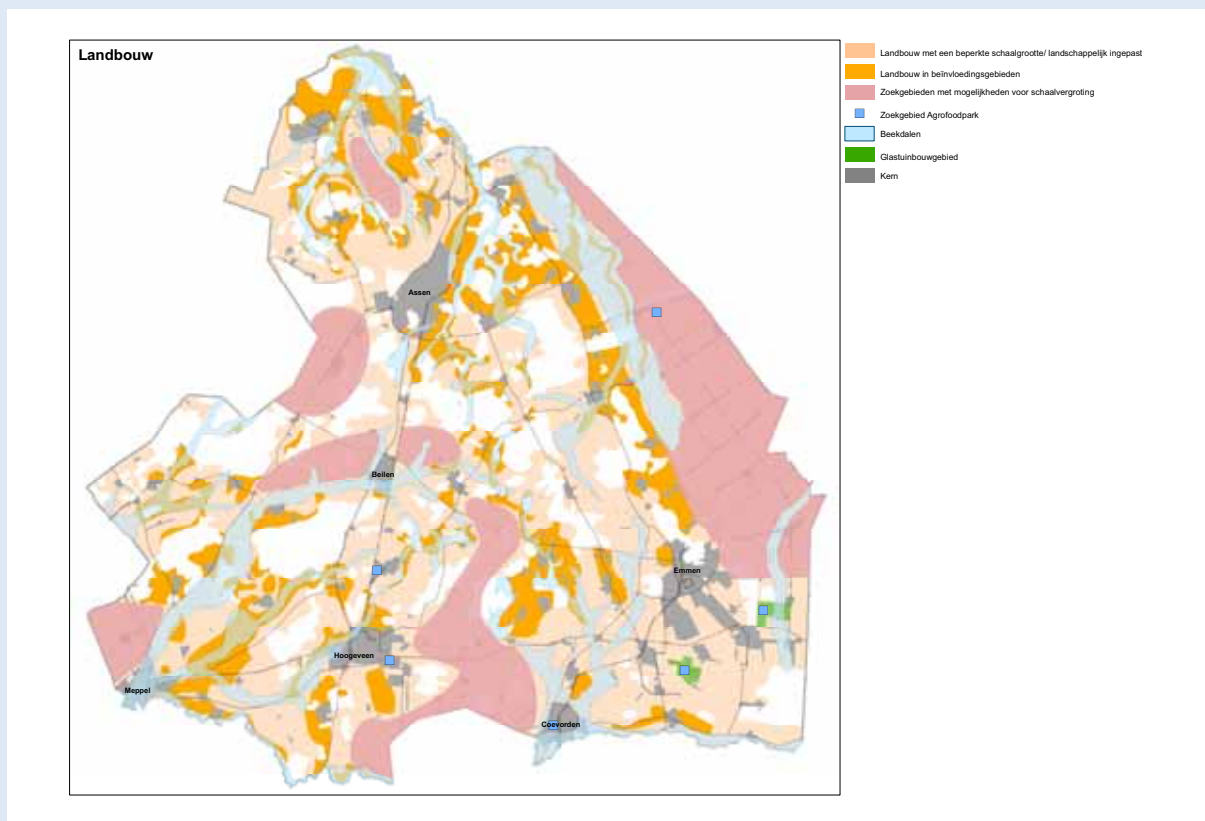 Landbouw
Landbouw met een beperkte schaalgrootte/ landschappelijk ingepast
Landbouw in beïnvloedingsgebieden
Zoekgebieden met mogelijkheden voor schaalvergroting
Zoekgebied Agrofoodpark
Beekdalen
Glastuinbouwgebied
Kern
Assen
Beilen
Emmen
Hoogeveen
Meppel
Coevorden